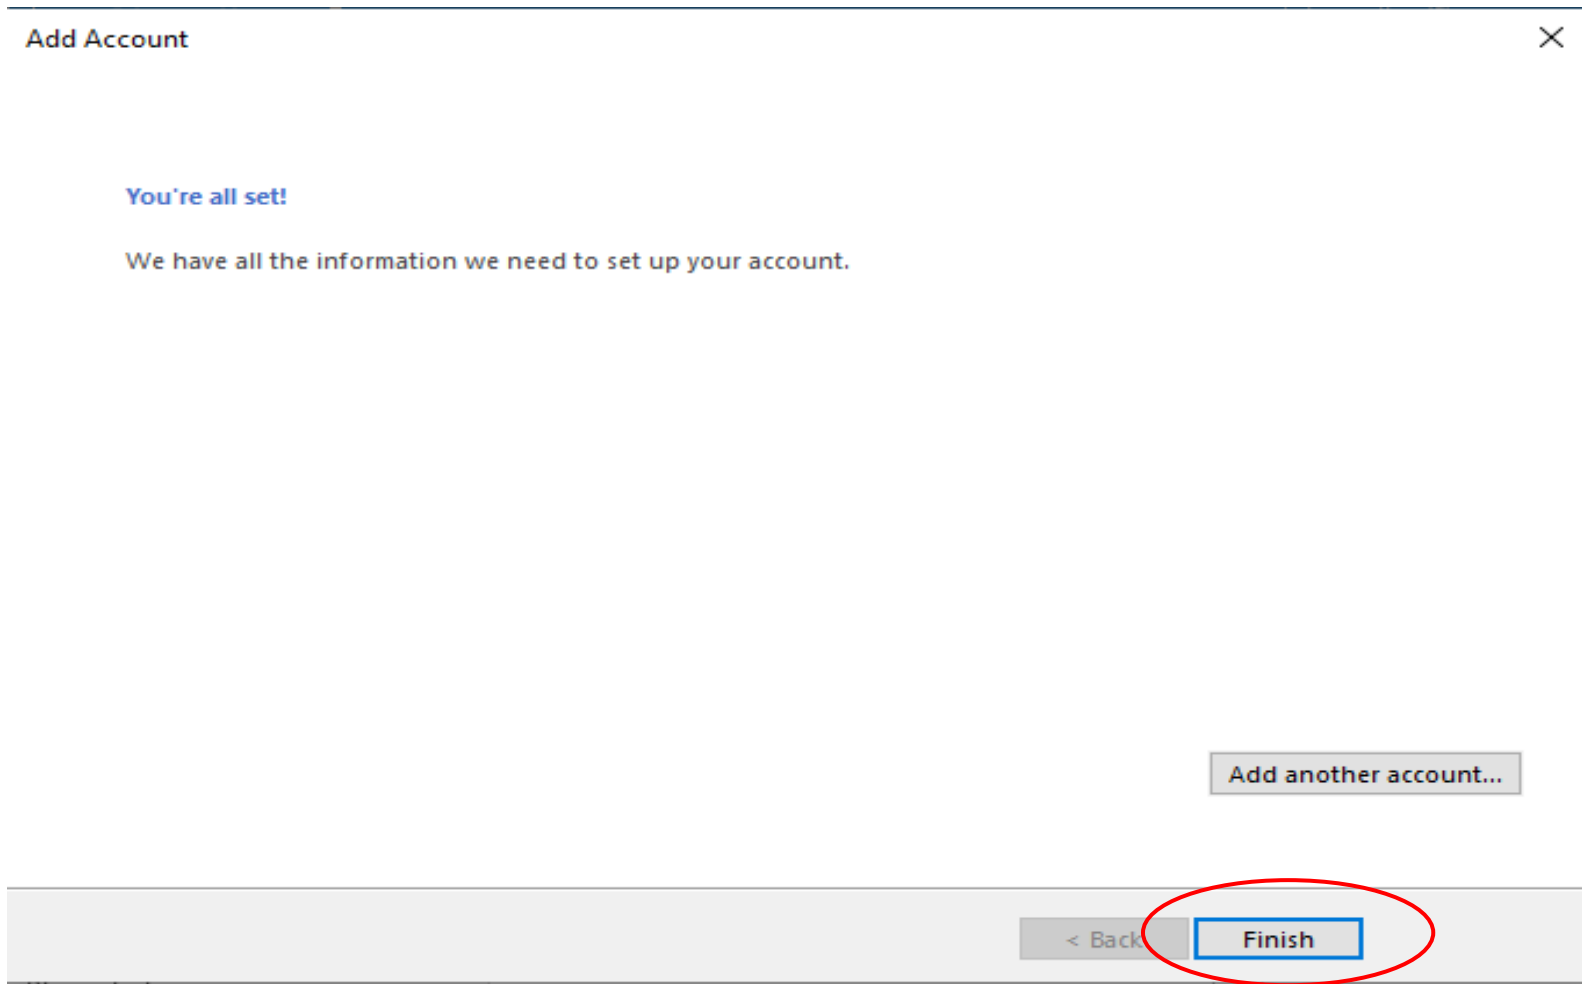 Add Account
You're all set!
We have all the information we need to set up your account.
Add another account...
< Back
Finish